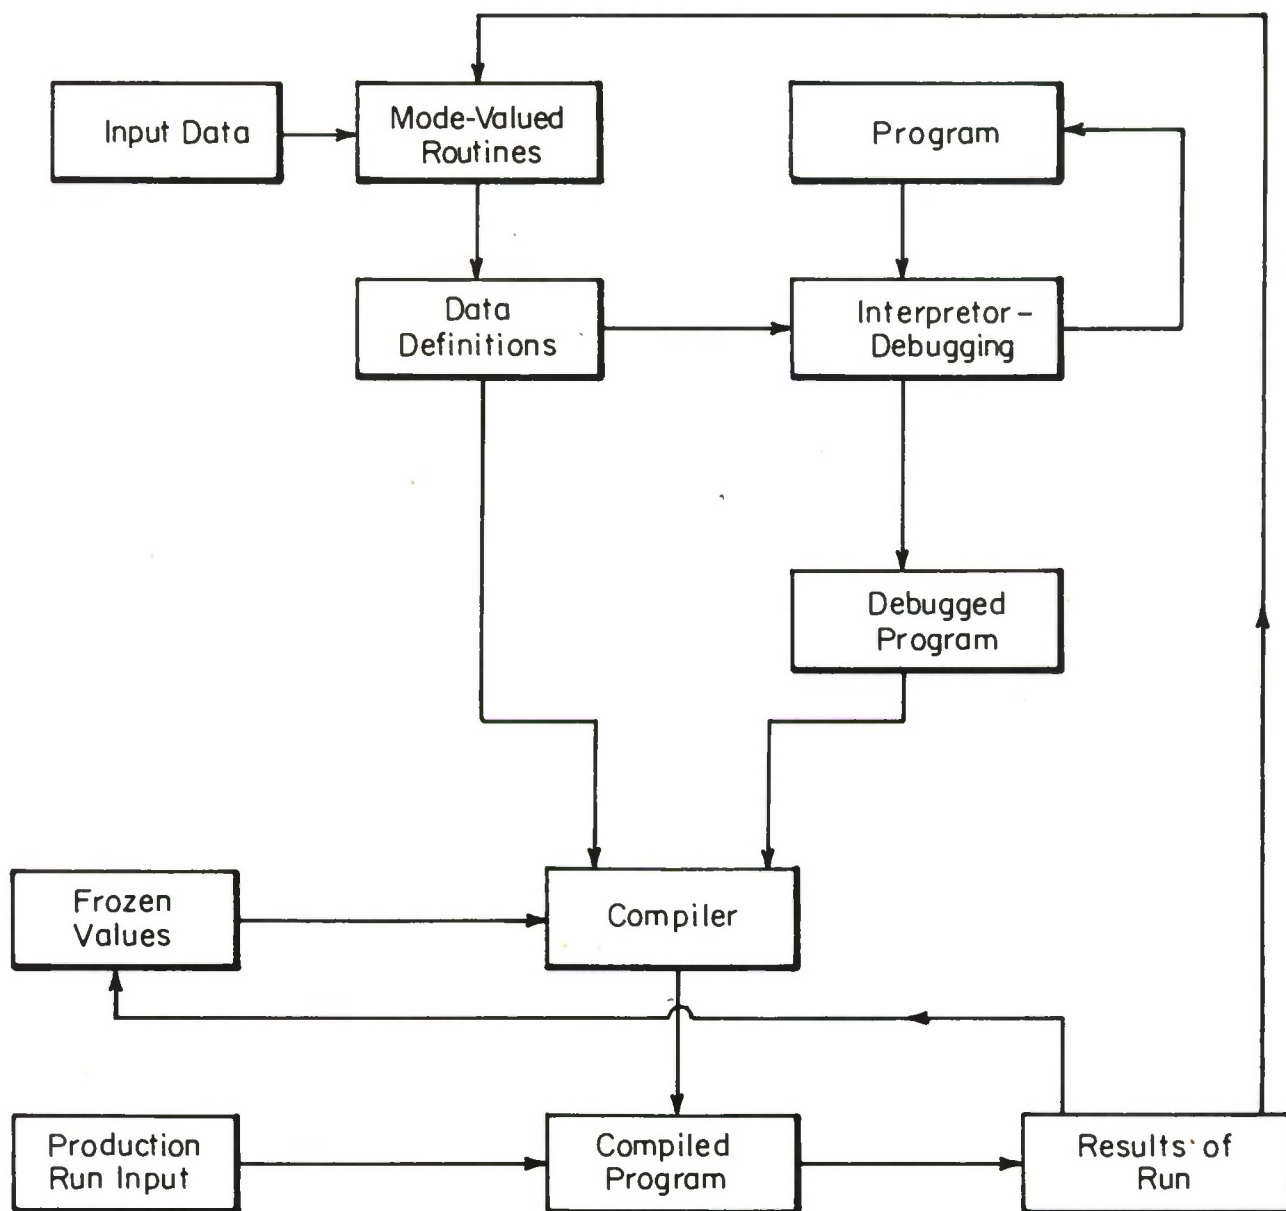 Input Data
Mode-Valued
Routines
Program
Data
Definitions
Interpretor-
Debugging
Debugged
Program
Frozen
Values
Compiler
Production
Run Input
Compiled
Program
Results of
Run